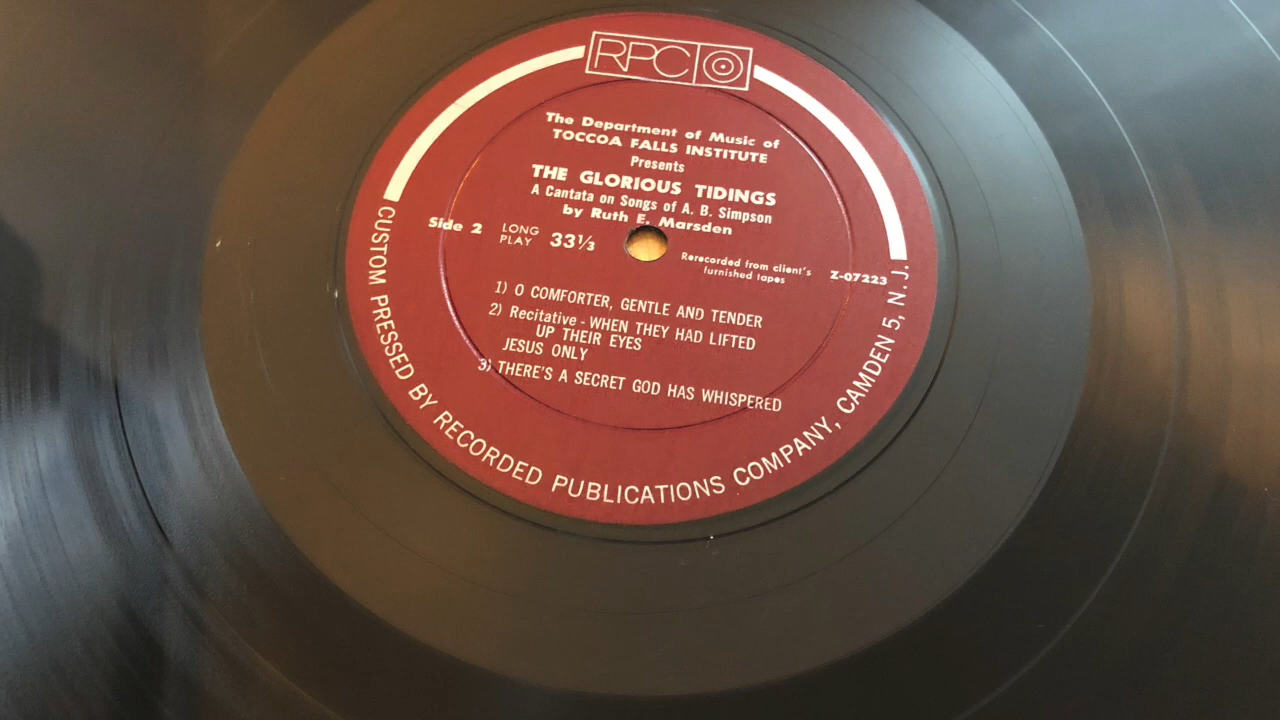 RPC
The Department of Music of
TOCCOA FALLS INSTITUTE
Presents
THE GLORIOUS TIDINGS
A Cantata on Songs of A. B. Simpson
by Ruth E. Marsden
Side 2
LONG
PLAY
33⅓
Rerecorded from client's
furnished tapes
Z-07223
1) O COMFORTER, GENTLE AND TENDER
2) Recitative - WHEN THEY HAD LIFTED
UP THEIR EYES
JESUS ONLY
3) THERE'S A SECRET GOD HAS WHISPERED
CUSTOM PRESSED BY RECORDED PUBLICATIONS COMPANY, CAMDEN 5, N. J.